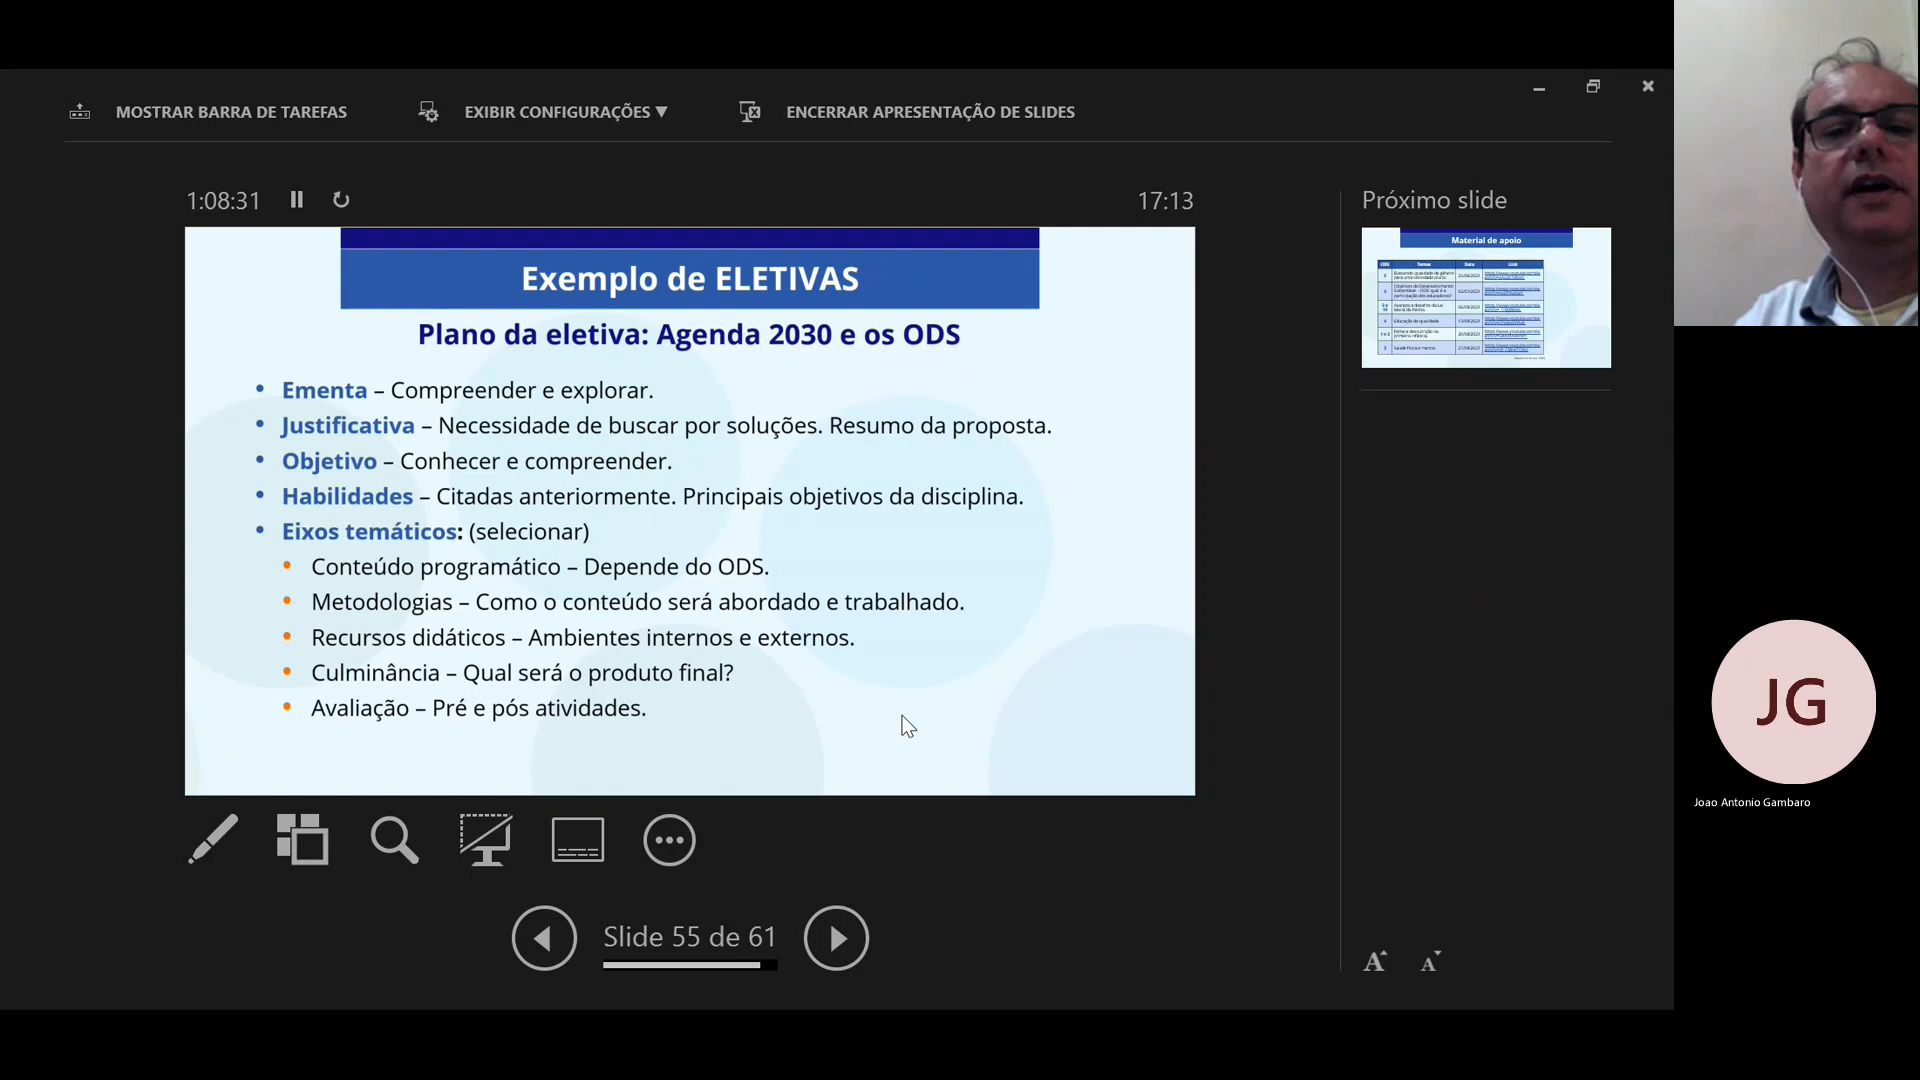 MOSTRAR BARRA DE TAREFAS
EXIBIR CONFIGURAÇÕES ▼
ENCERRAR APRESENTAÇÃO DE SLIDES
1:08:31
17:13
Exemplo de ELETIVAS
Plano da eletiva: Agenda 2030 e os ODS
• Ementa – Compreender e explorar.
• Justificativa – Necessidade de buscar por soluções. Resumo da proposta.
• Objetivo – Conhecer e compreender.
• Habilidades – Citadas anteriormente. Principais objetivos da disciplina.
• Eixos temáticos: (selecionar)
• Conteúdo programático – Depende do ODS.
• Metodologias – Como o conteúdo será abordado e trabalhado.
• Recursos didáticos – Ambientes internos e externos.
• Culminância – Qual será o produto final?
• Avaliação – Pré e pós atividades.
Slide 55 de 61
Próximo slide
Material de apoio
ODS Temas Data Link
A A
JG
Joao Antonio Gambaro